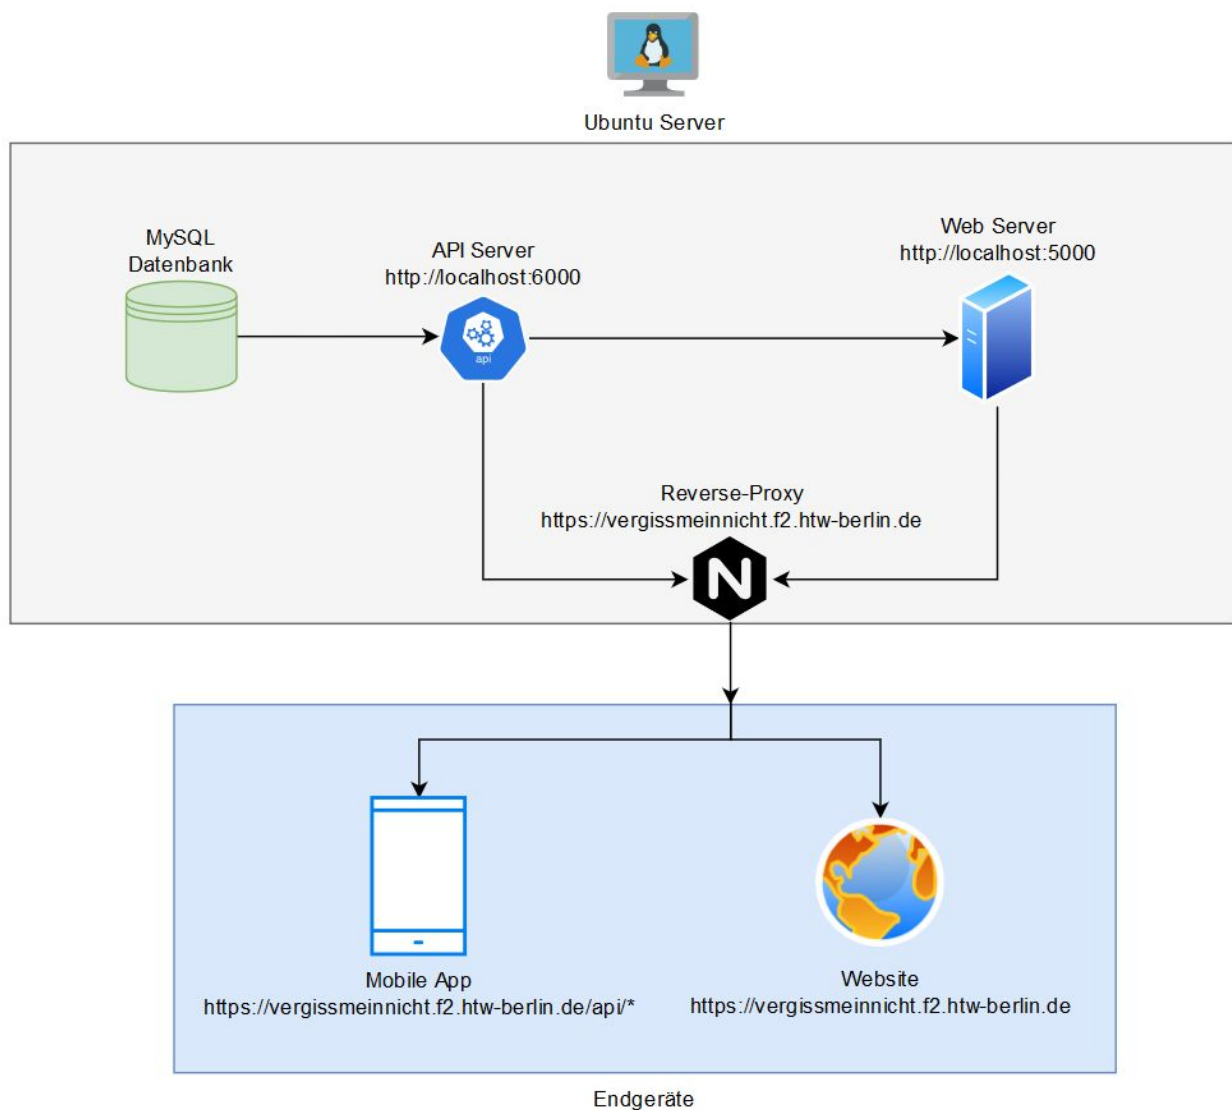 Ubuntu Server
MySQL
Datenbank
API Server
http://localhost:6000
api
Web Server
http://localhost:5000
Reverse-Proxy
https://vergissmeinnicht.f2.htw-berlin.de
N
Mobile App
https://vergissmeinnicht.f2.htw-berlin.de/api/*
Website
https://vergissmeinnicht.f2.htw-berlin.de
Endgeräte